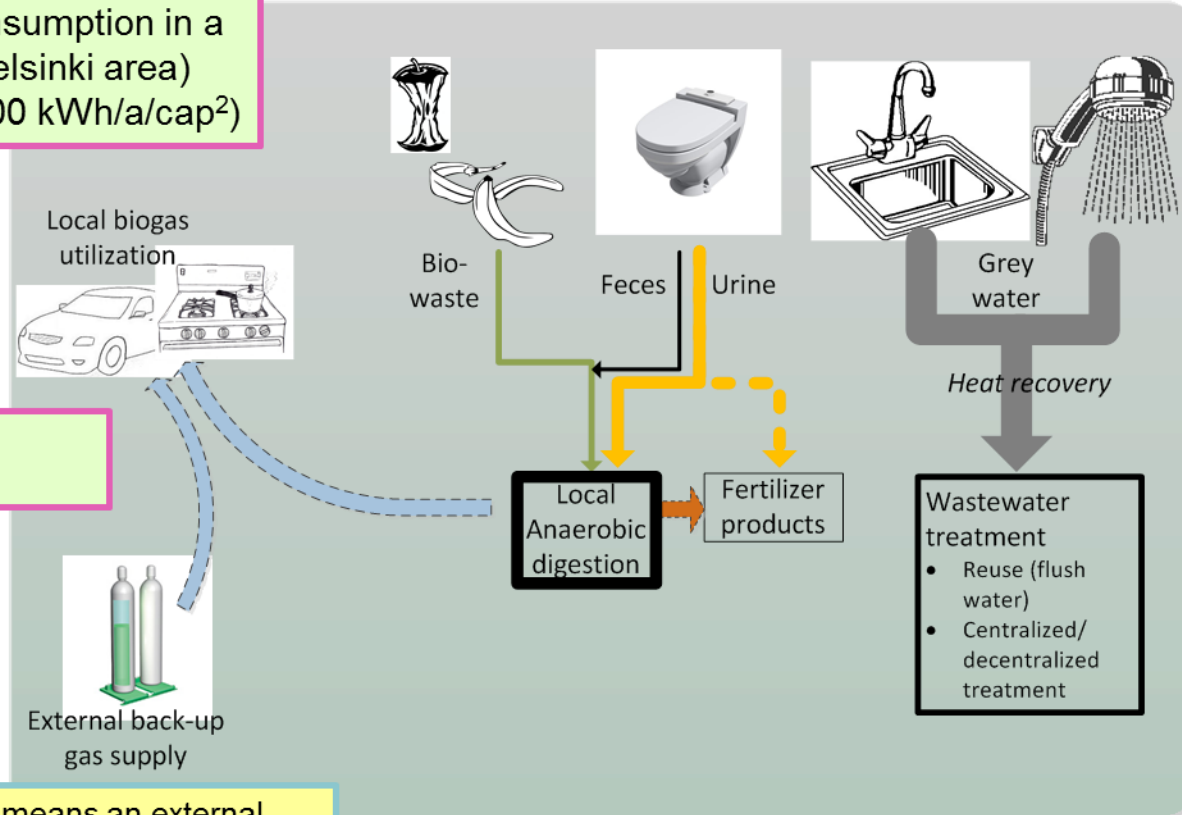 nsumption in a
elsinki area)
00 kWh/a/cap²)
Local biogas
utilization
Bio-
waste
Feces
Urine
Grey
water
Heat recovery
Local
Anaerobic
digestion
Fertilizer
products
Wastewater
treatment
• Reuse (flush
water)
• Centralized/
decentralized
treatment
External back-up
gas supply
means an external